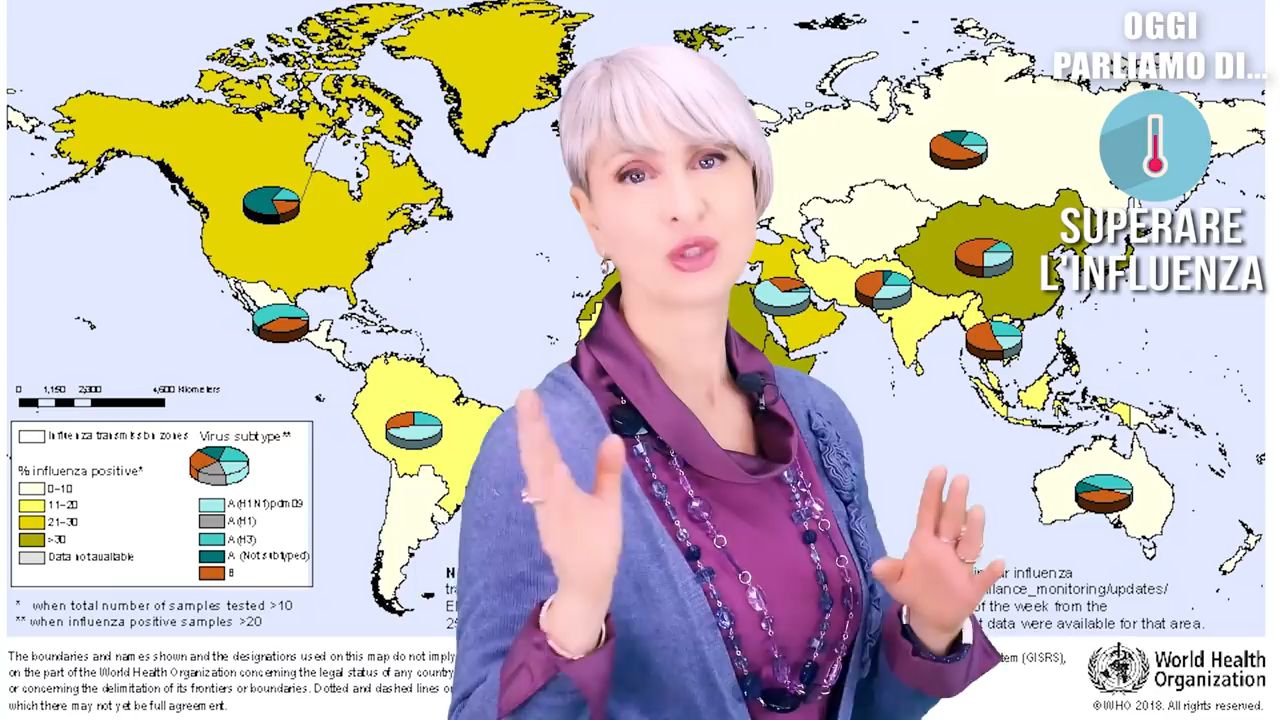 OGGI
PARLIAMO DI...
SUPERARE
L'INFLUENZA
0 1,150 2,300 4,600 Kilometers
Influenza transmission zones
Virus subtype**
% influenza positive*
0-10
11-20
21-30
>30
Data not available
A(H1N1)pdm09
A(H1)
A(H3)
A (Not subtyped)
B
* when total number of samples tested >10
** when influenza positive samples >20
influenza
monitoring/updates/
of the week from the
data were available for that area.
The boundaries and names shown and the designations used on this map do not imply
on the part of the World Health Organization concerning the legal status of any country
or concerning the delimitation of its frontiers or boundaries. Dotted and dashed lines
which there may not yet be full agreement.
(GISRS),
World Health
Organization
©WHO 2018. All rights reserved.